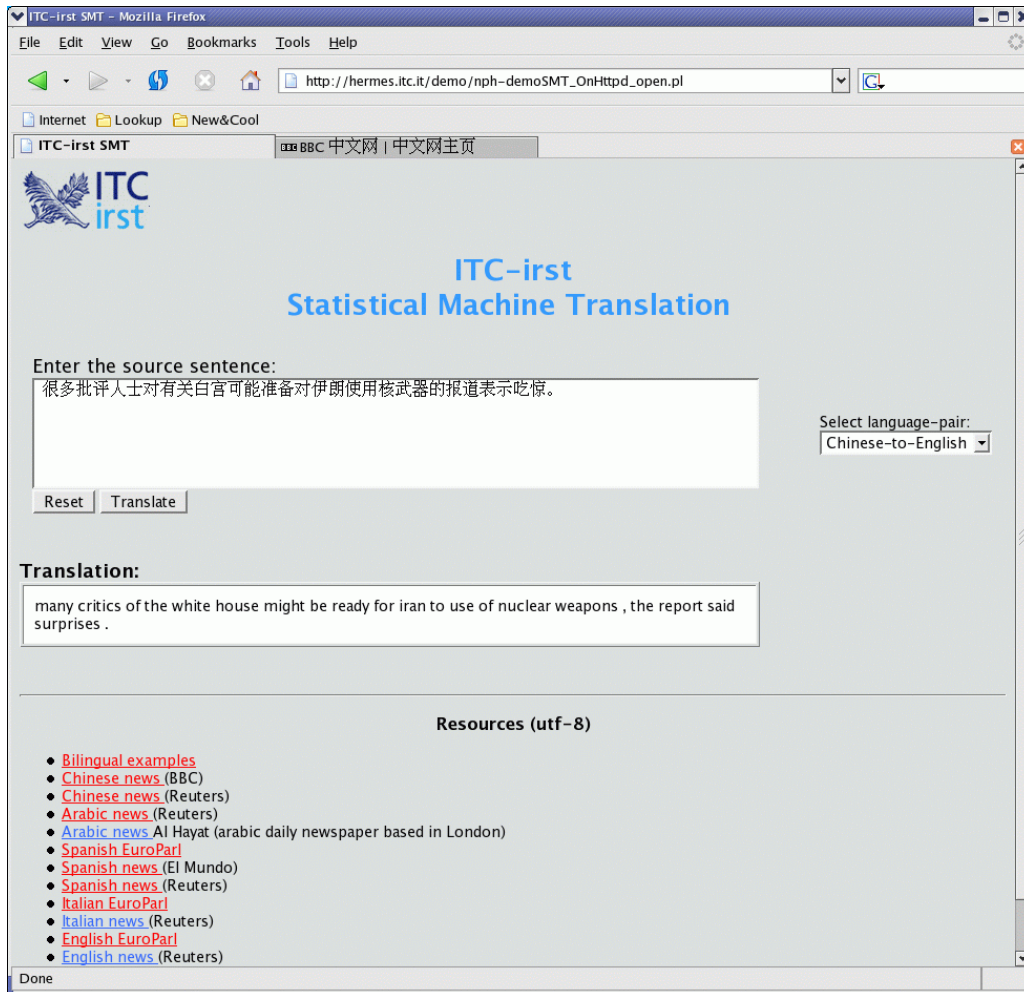 ITC-irst SMT - Mozilla Firefox
File Edit View Go Bookmarks Tools Help
http://hermes.itc.it/demo/nph-demoSMT_OnHttpd_open.pl
G
Internet Lookup New&Cool
ITC-irst SMT
BBC 中文网 | 中文网主页
ITC
irst
ITC-irst
Statistical Machine Translation
Enter the source sentence:
很多批评人士对有关白宫可能准备对伊朗使用核武器的报道表示吃惊。
Select language-pair:
Chinese-to-English
Reset Translate
Translation:
many critics of the white house might be ready for iran to use of nuclear weapons , the report said
surprises .
Resources (utf-8)
Bilingual examples
Chinese news (BBC)
Chinese news (Reuters)
Arabic news (Reuters)
Arabic news Al Hayat (arabic daily newspaper based in London)
Spanish EuroParl
Spanish news (El Mundo)
Spanish news (Reuters)
Italian EuroParl
Italian news (Reuters)
English EuroParl
English news (Reuters)
Done